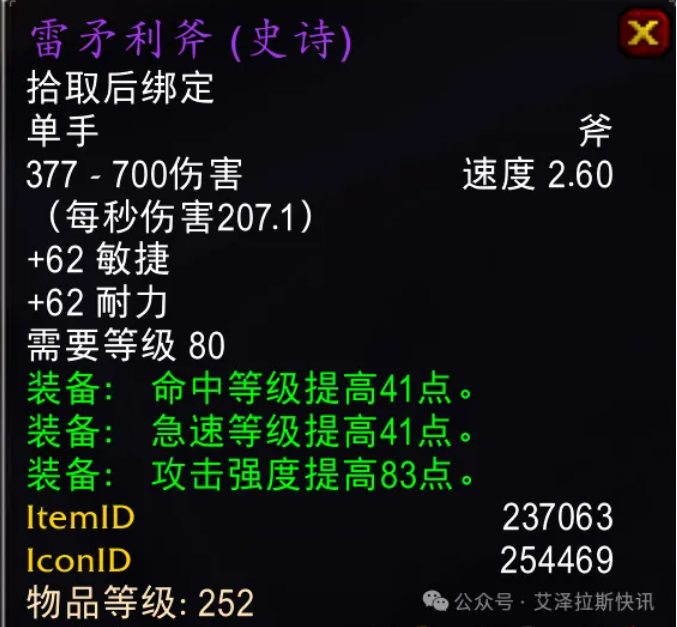 雷矛利斧 (史诗)
拾取后绑定
单手 斧
377 - 700伤害 速度 2.60
（每秒伤害207.1）
+62 敏捷
+62 耐力
需要等级 80
装备: 命中等级提高41点。
装备: 急速等级提高41点。
装备: 攻击强度提高83点。
ItemID 237063
IconID 254469
物品等级: 252
公众号 · 艾泽拉斯快讯